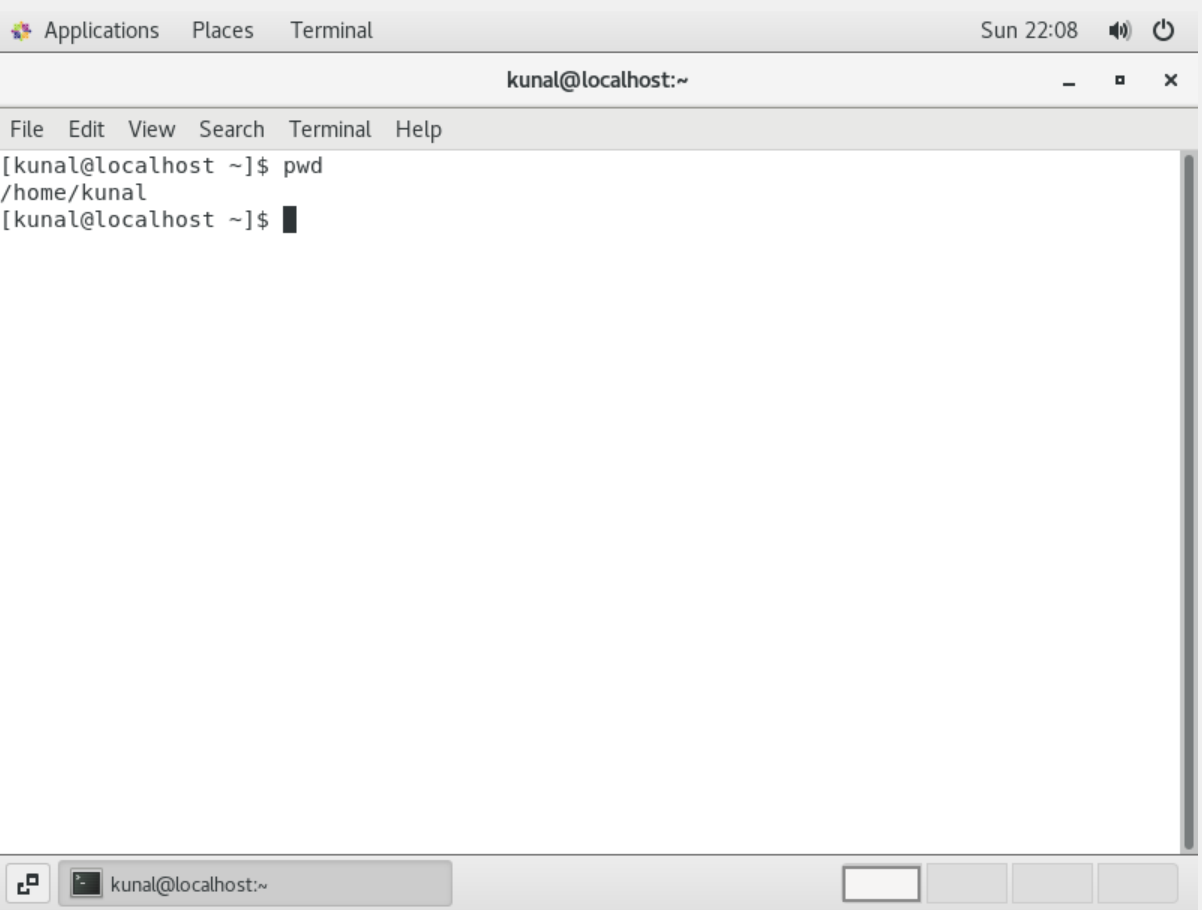 Applications Places Terminal Sun 22:08
kunal@localhost:~
File Edit View Search Terminal Help
[kunal@localhost ~]$ pwd
/home/kunal
[kunal@localhost ~]$
kunal@localhost:~